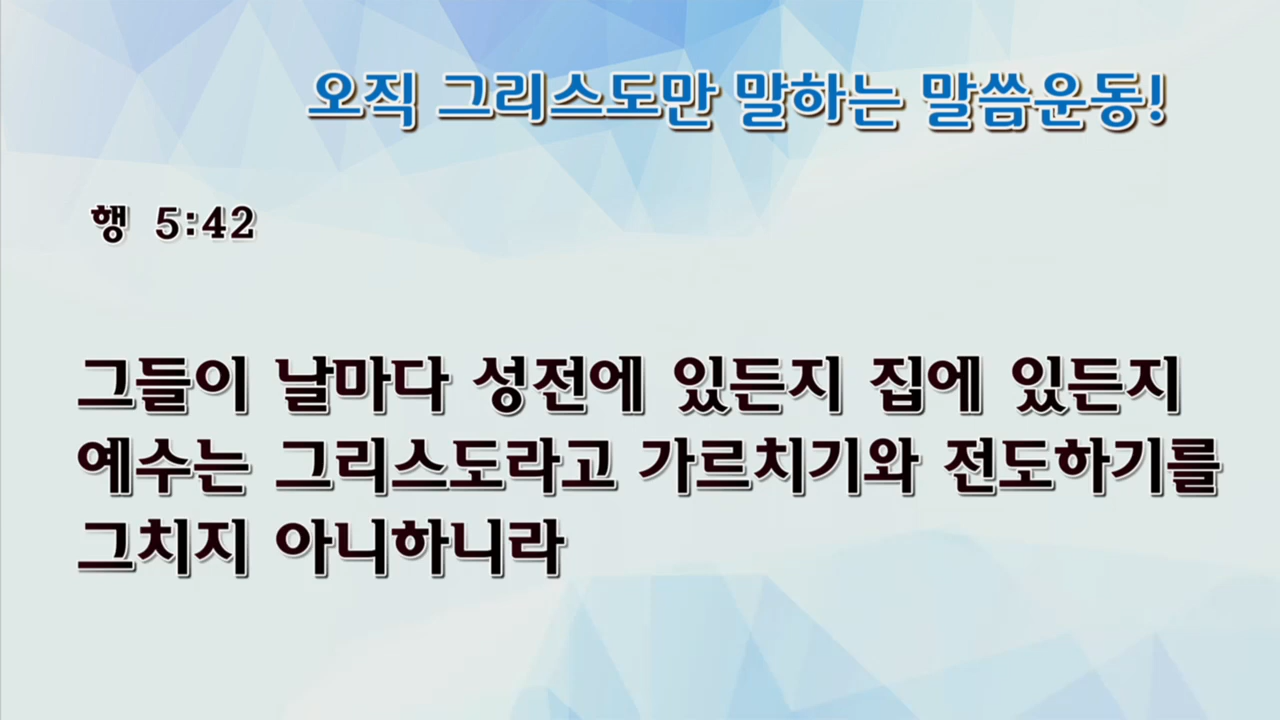 오직 그리스도만 말하는 말씀운동!
행 5:42
그들이 날마다 성전에 있든지 집에 있든지
예수는 그리스도라고 가르치기와 전도하기를
그치지 아니하니라